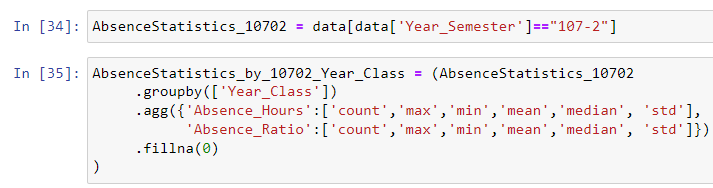 In [34]: AbsenceStatistics_10702 = data[data['Year_Semester']=="107-2"]
In [35]: AbsenceStatistics_by_10702_Year_Class = (AbsenceStatistics_10702
.groupby(['Year_Class'])
.agg({'Absence_Hours':['count','max','min','mean','median', 'std'],
'Absence_Ratio':['count','max','min','mean','median', 'std']})
.fillna(0)
)